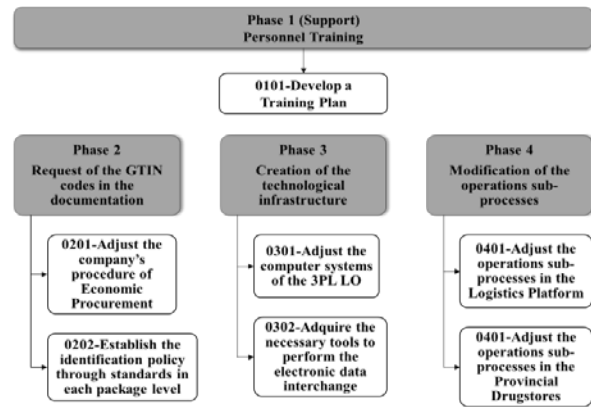 Phase 1 (Support)
Personnel Training
0101-Develop a
Training Plan
Phase 2
Request of the GTIN
codes in the
documentation
0201-Adjust the
company's
procedure of
Economic
Procurement
0202-Establish the
identification policy
through standards in
each package level
Phase 3
Creation of the
technological
infrastructure
0301-Adjust the
computer systems
of the 3PL LO
0302-Adquire the
necessary tools to
perform the
electronic data
interchange
Phase 4
Modification of the
operations sub-
processes
0401-Adjust the
operations sub-
processes in the
Logistics Platform
0401-Adjust the
operations sub-
processes in the
Provincial
Drugstores